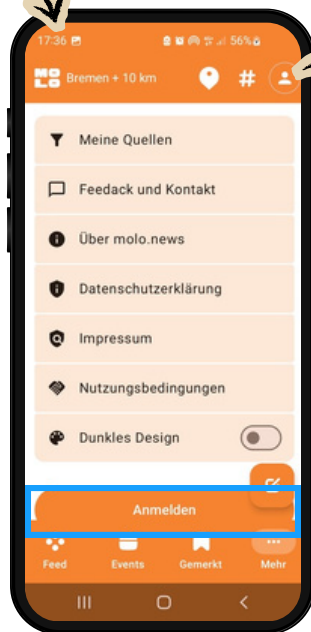 17:36 56%
MOLO Bremen + 10 km #
Meine Quellen
Feedack und Kontakt
Über molo.news
Datenschutzerklärung
Impressum
Nutzungsbedingungen
Dunkles Design
Anmelden
Feed Events Gemerkt Mehr